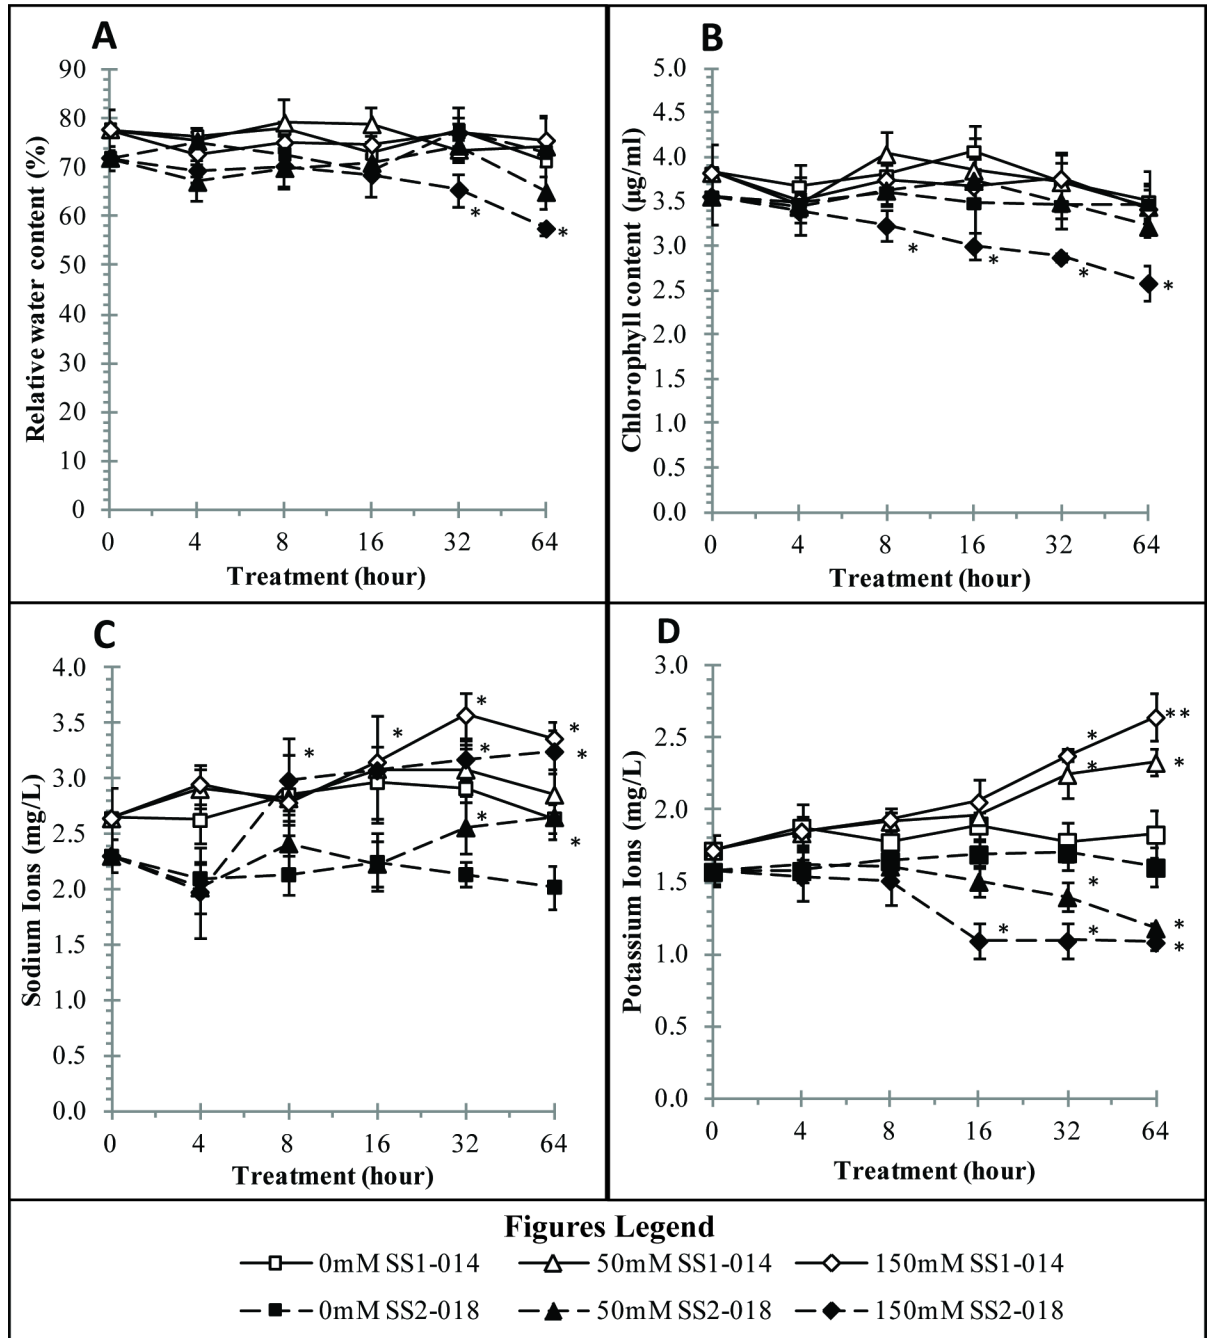 A
90
80
70
60
50
40
30
20
10
0
Relative water content (%)
0 4 8 16 32 64
Treatment (hour)
*
*
B
5.0
4.5
4.0
3.5
3.0
2.5
2.0
1.5
1.0
0.5
0.0
Chlorophyll content (µg/ml)
0 4 8 16 32 64
Treatment (hour)
* * * *
C
4.0
3.5
3.0
2.5
2.0
1.5
1.0
0.5
0.0
Sodium Ions (mg/L)
0 4 8 16 32 64
Treatment (hour)
* * * * * * * *
D
3.0
2.5
2.0
1.5
1.0
0.5
0.0
Potassium Ions (mg/L)
0 4 8 16 32 64
Treatment (hour)
**
* * *
* * * * *
Figures Legend
0mM SS1-014 50mM SS1-014 150mM SS1-014
0mM SS2-018 50mM SS2-018 150mM SS2-018